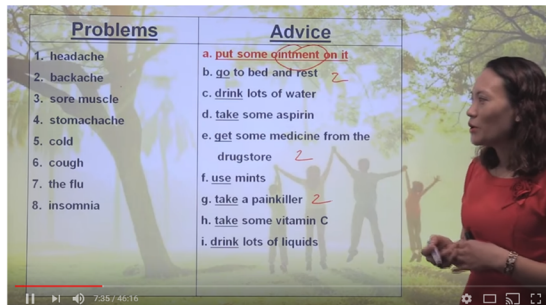 Problems
1. headache
2. backache
3. sore muscle
4. stomachache
5. cold
6. cough
7. the flu
8. insomnia
Advice
a. put some ointment on it
b. go to bed and rest 2
c. drink lots of water
d. take some aspirin
e. get some medicine from the
drugstore 2
f. use mints
g. take a painkiller 2
h. take some vitamin C
i. drink lots of liquids
7:35 / 46:16